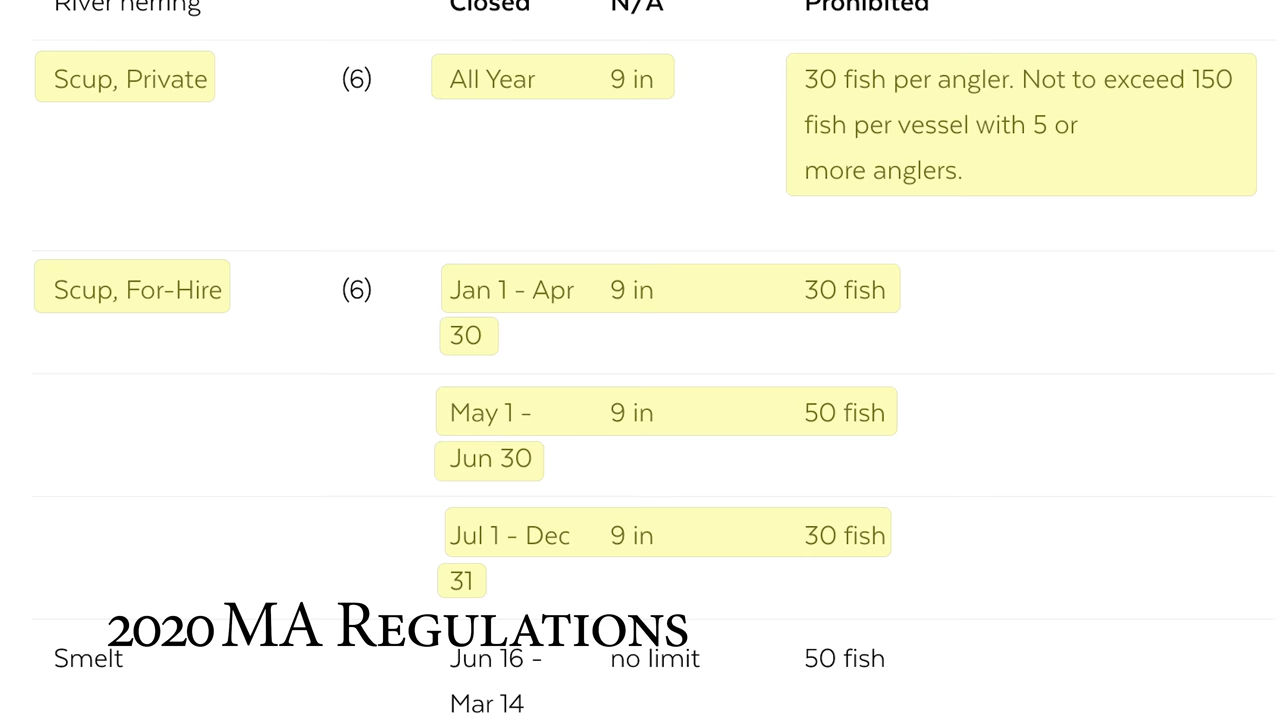 River herring Closed N/A Prohibited
Scup, Private (6) All Year 9 in 30 fish per angler. Not to exceed 150
fish per vessel with 5 or
more anglers.
Scup, For-Hire (6) Jan 1 - Apr 9 in 30 fish
30
May 1 - 9 in 50 fish
Jun 30
Jul 1 - Dec 9 in 30 fish
31
2020 MA REGULATIONS
Smelt Jun 16 - no limit 50 fish
Mar 14